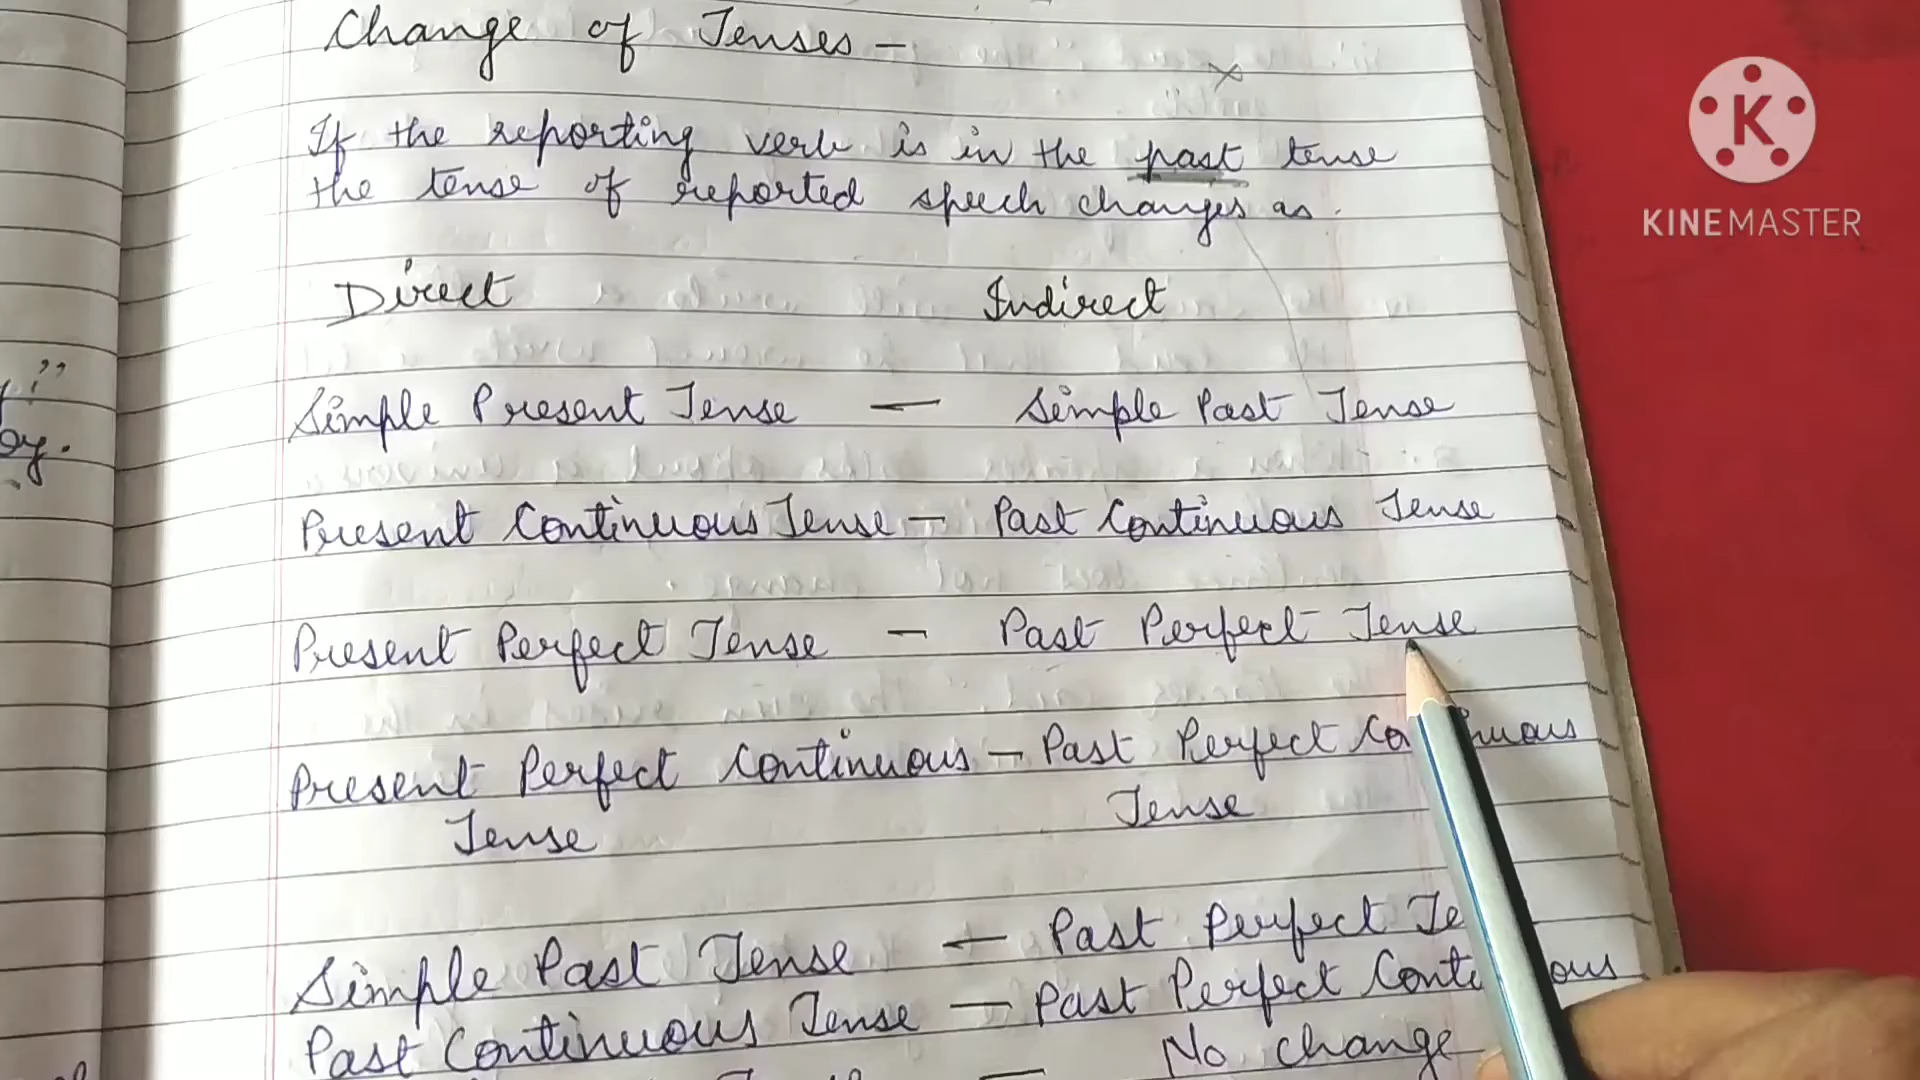 Change of Tenses -
If the reporting verb is in the past tense
the tense of reported speech changes as.
Direct Indirect
Simple Present Tense - Simple Past Tense
Present Continuous Tense - Past Continuous Tense
Present Perfect Tense - Past Perfect Tense
Present Perfect Continuous - Past Perfect
Tense Tense
Simple Past Tense - Past Perfect
Past Continuous Tense - Past Perfect
No change
K
KINEMASTER